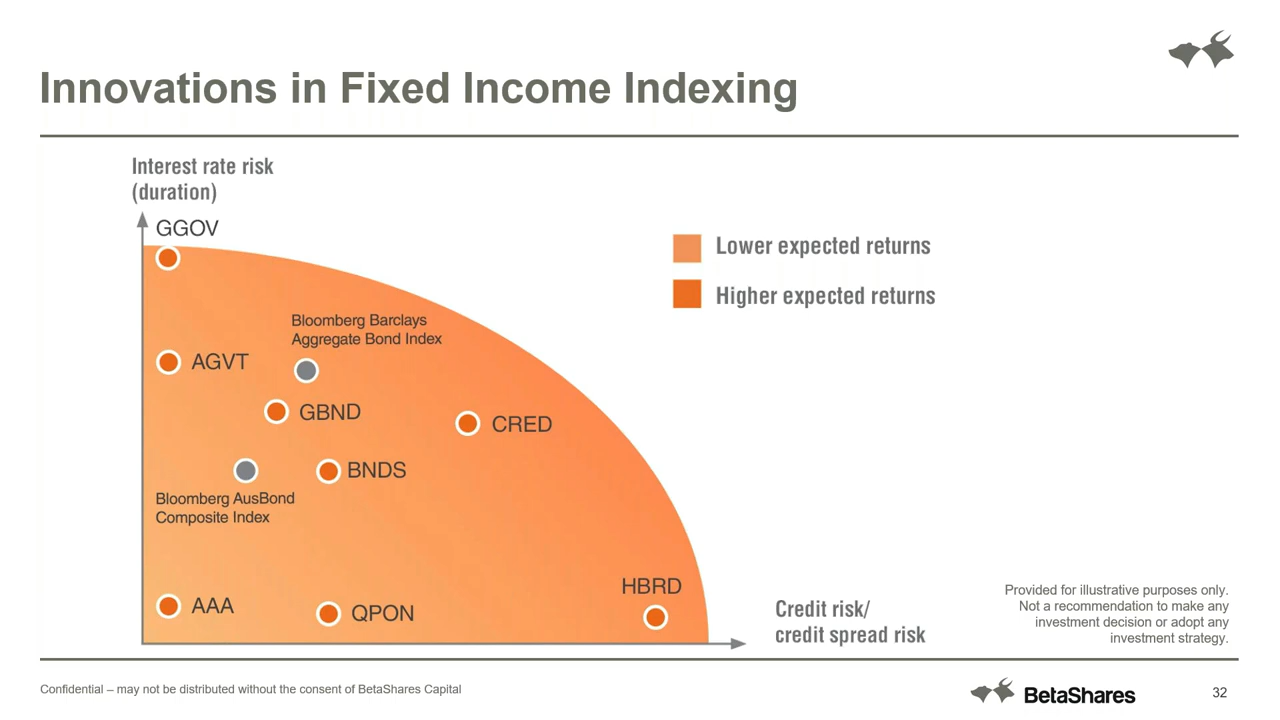 Innovations in Fixed Income Indexing
Interest rate risk
(duration)
GGOV
Lower expected returns
Higher expected returns
Bloomberg Barclays
Aggregate Bond Index
AGVT
GBND
CRED
BNDS
Bloomberg AusBond
Composite Index
AAA
QPON
HBRD
Credit risk/
credit spread risk
Provided for illustrative purposes only.
Not a recommendation to make any
investment decision or adopt any
investment strategy.
Confidential – may not be distributed without the consent of BetaShares Capital
BetaShares
32